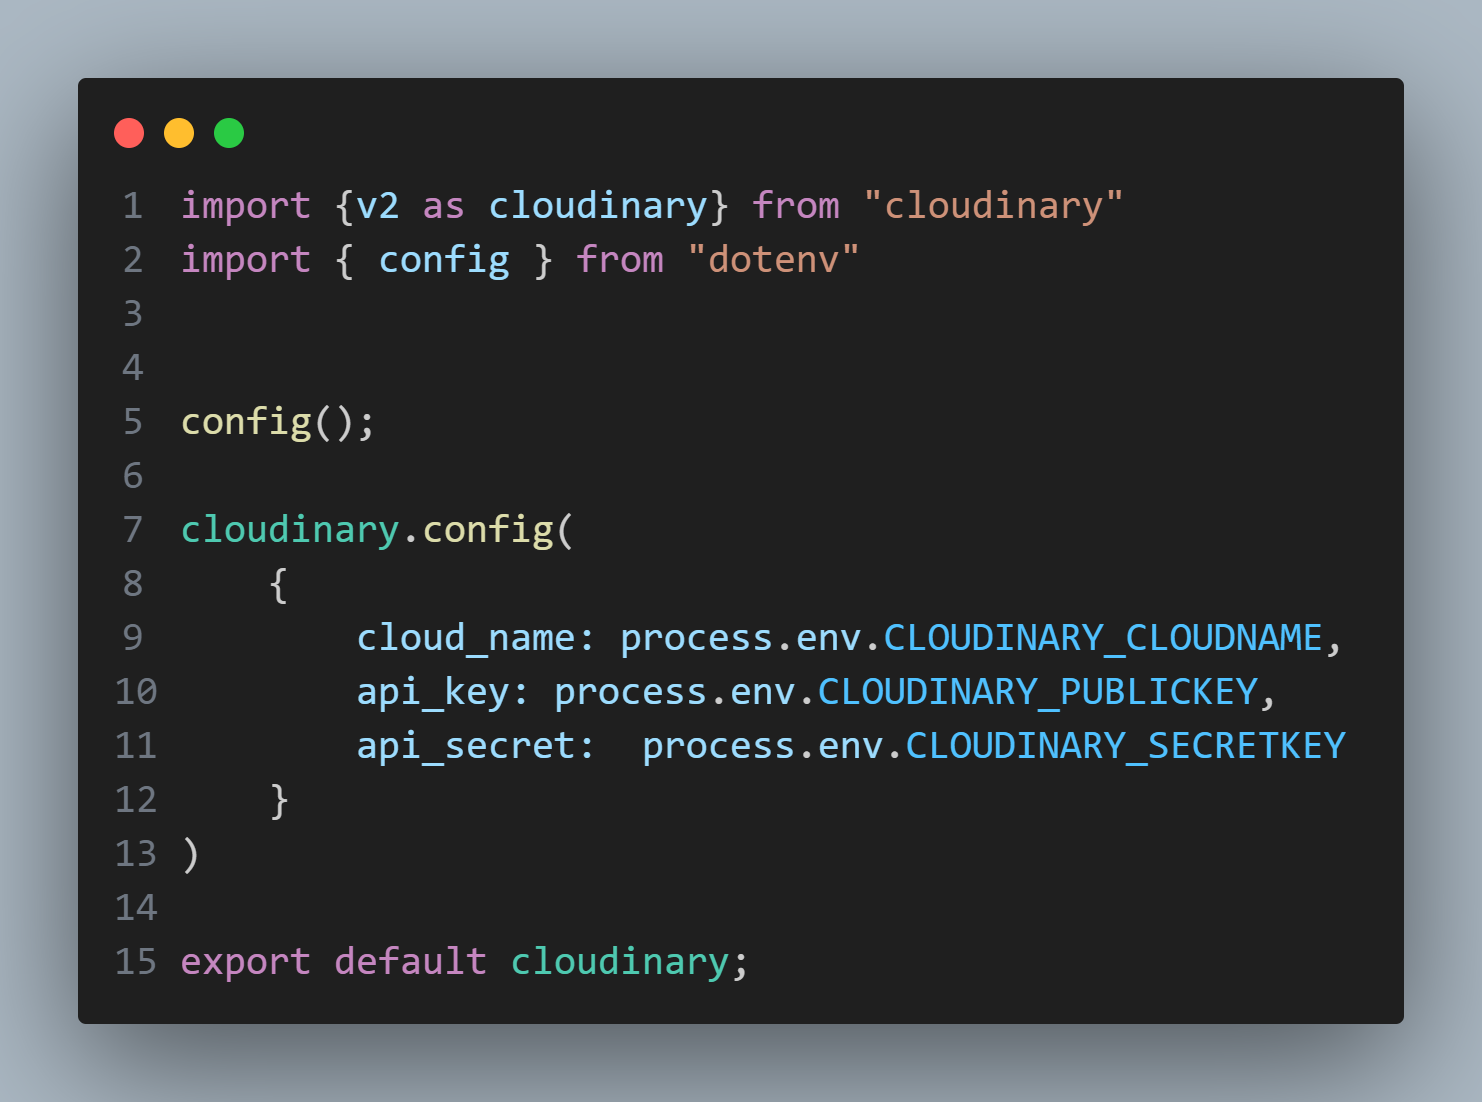 1 import {v2 as cloudinary} from "cloudinary"
2 import { config } from "dotenv"
3
4
5 config();
6
7 cloudinary.config(
8     {
9         cloud_name: process.env.CLOUDINARY_CLOUDNAME,
10         api_key: process.env.CLOUDINARY_PUBLICKEY,
11         api_secret:  process.env.CLOUDINARY_SECRETKEY
12     }
13 )
14
15 export default cloudinary;